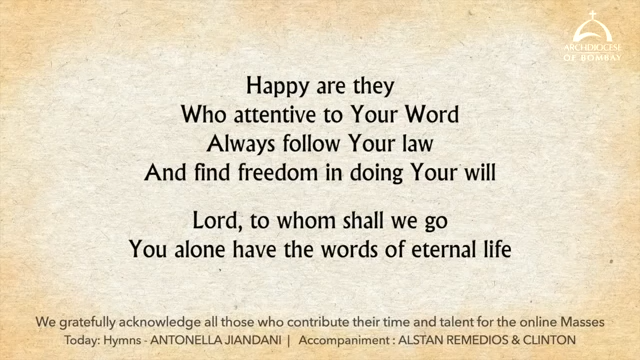 ARCHDIOCESE
OF BOMBAY
Happy are they
Who attentive to Your Word
Always follow Your law
And find freedom in doing Your will
Lord, to whom shall we go
You alone have the words of eternal life
We gratefully acknowledge all those who contribute their time and talent for the online Masses
Today: Hymns - ANTONELLA JIANDANI | Accompaniment : ALSTAN REMEDIOS & CLINTON